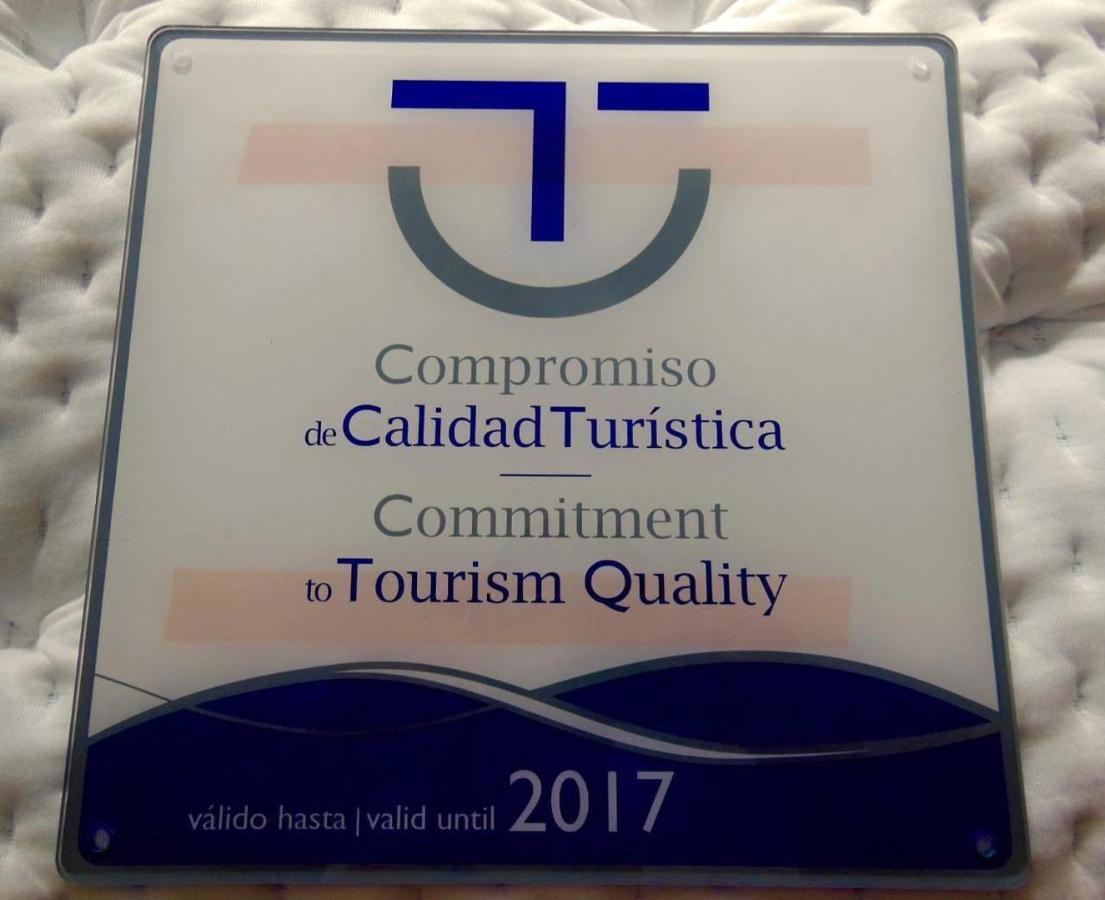 Compromiso
de Calidad Turística
Commitment
to Tourism Quality
válido hasta | valid until 2017